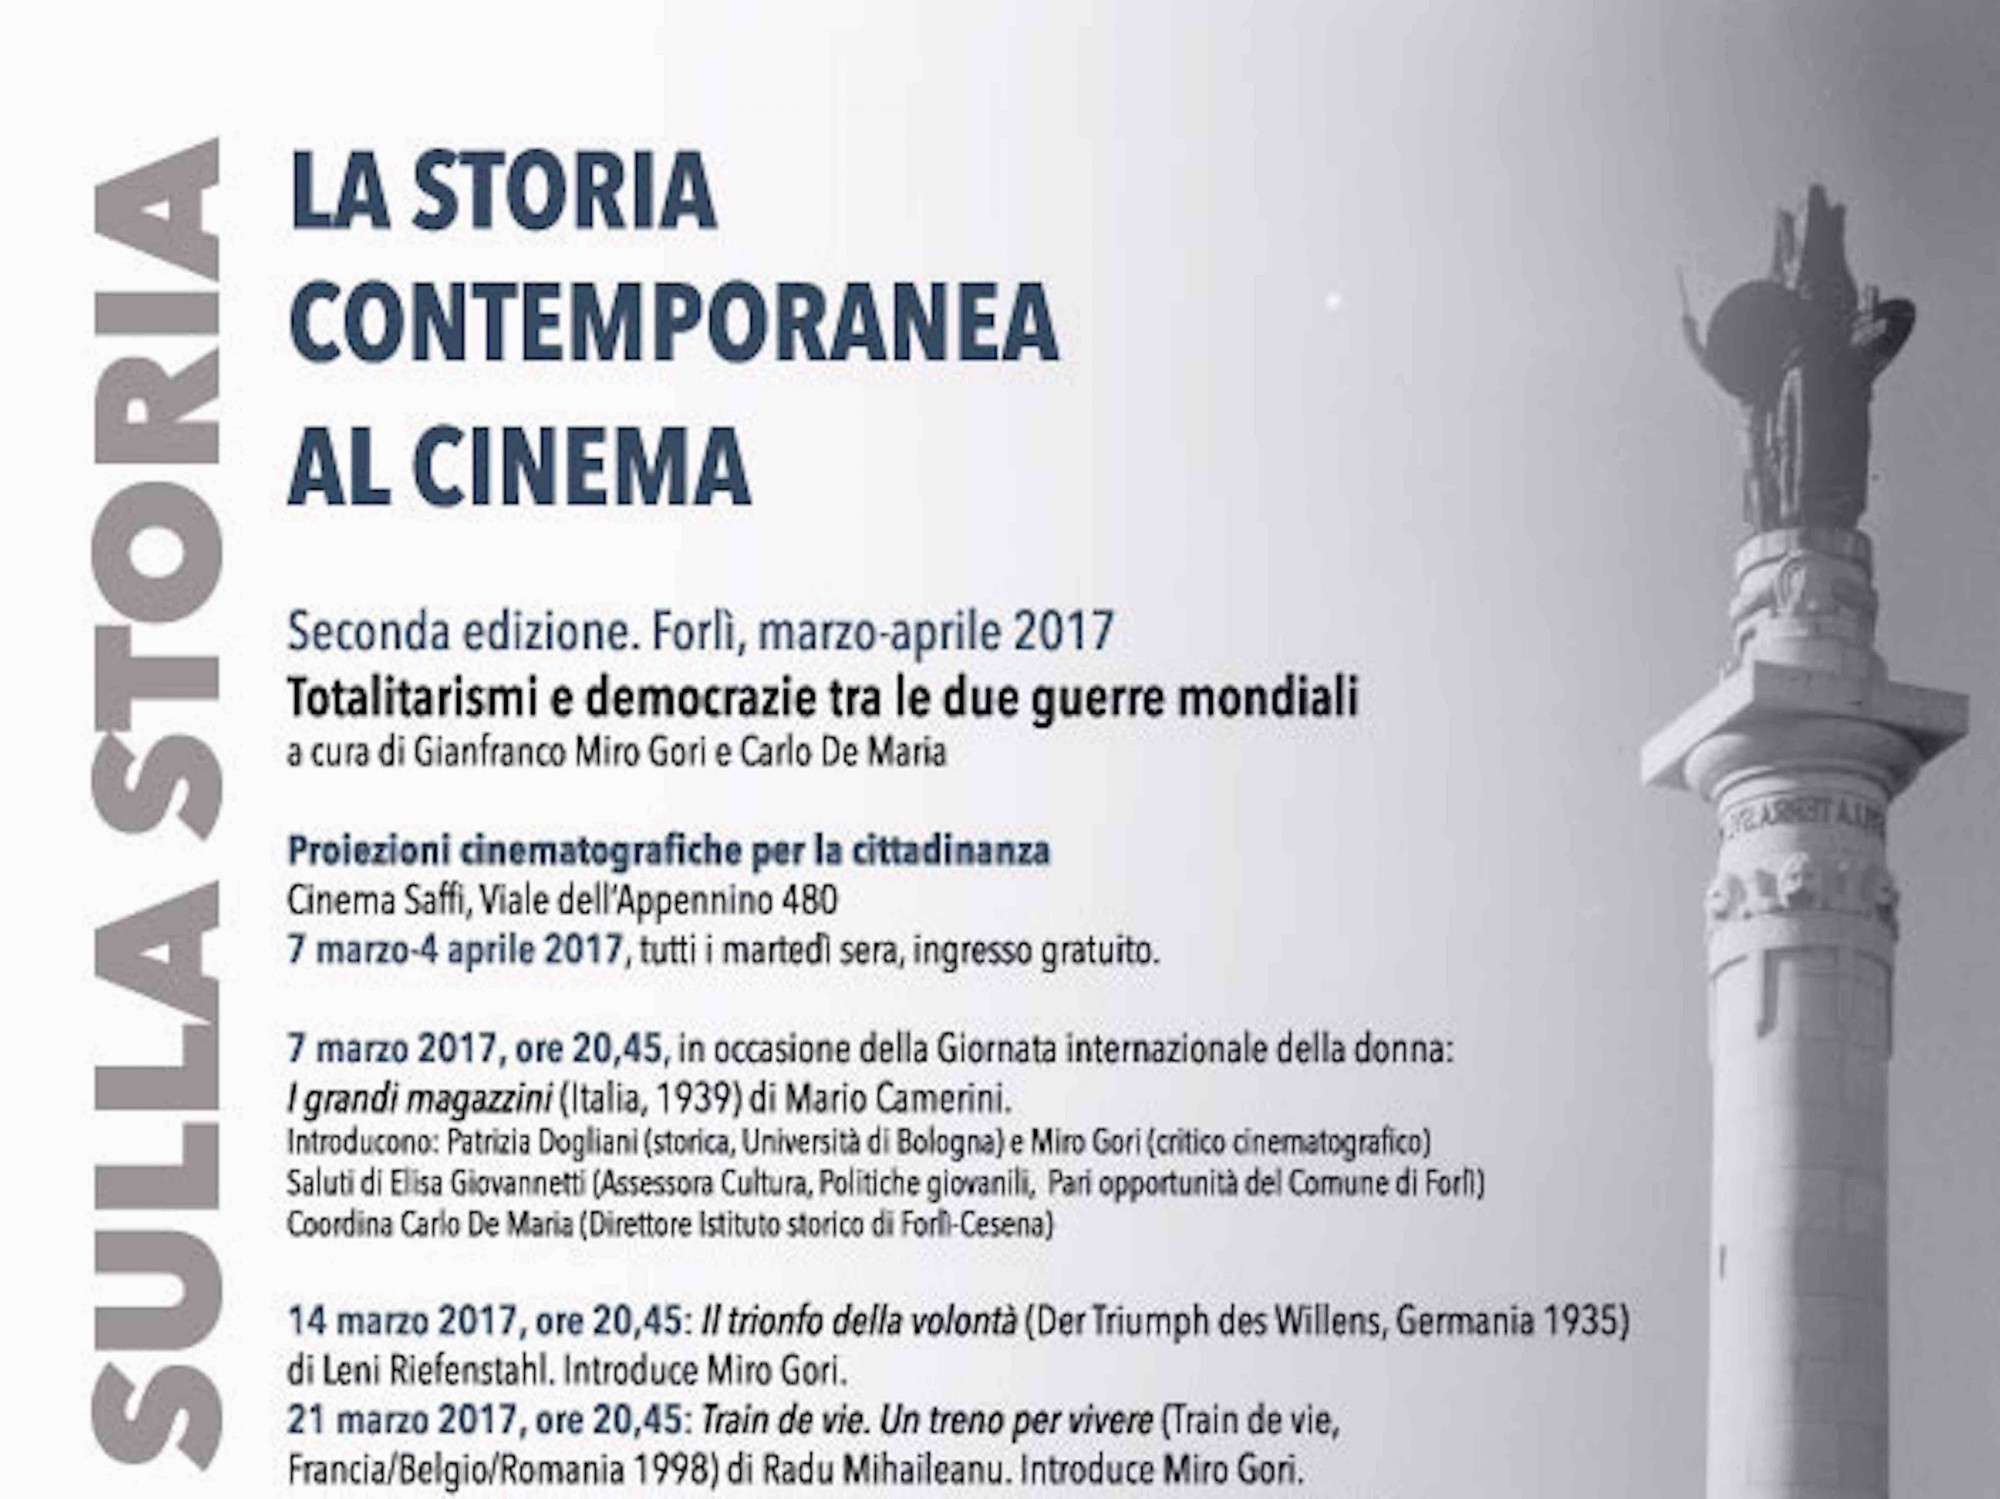 SULLA STORIA
LA STORIA
CONTEMPORANEA
AL CINEMA
Seconda edizione. Forlì, marzo-aprile 2017
Totalitarismi e democrazie tra le due guerre mondiali
a cura di Gianfranco Miro Gori e Carlo De Maria
Proiezioni cinematografiche per la cittadinanza
Cinema Saffi, Viale dell'Appennino 480
7 marzo-4 aprile 2017, tutti i martedì sera, ingresso gratuito.
7 marzo 2017, ore 20,45, in occasione della Giornata internazionale della donna:
I grandi magazzini (Italia, 1939) di Mario Camerini.
Introducono: Patrizia Dogliani (storica, Università di Bologna) e Miro Gori (critico cinematografico)
Saluti di Elisa Giovannetti (Assessora Cultura, Politiche giovanili, Pari opportunità del Comune di Forlì)
Coordina Carlo De Maria (Direttore Istituto storico di Forlì-Cesena)
14 marzo 2017, ore 20,45: Il trionfo della volontà (Der Triumph des Willens, Germania 1935)
di Leni Riefenstahl. Introduce Miro Gori.
21 marzo 2017, ore 20,45: Train de vie. Un treno per vivere (Train de vie,
Francia/Belgio/Romania 1998) di Radu Mihaileanu. Introduce Miro Gori.